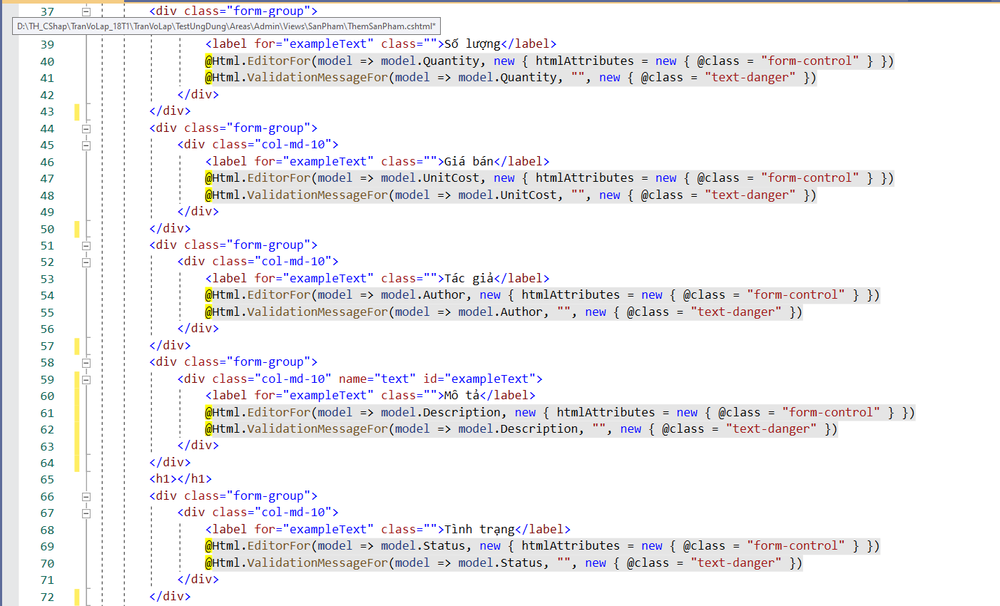 37 <div class="form-group">
D:\TH_CShap\TranVoLap_18T1\TranVoLap\TestUngDung\Areas\Admin\Views\SanPham\ThemSanPham.cshtml*
39 <label for="exampleText" class="">Số lượng</label>
40 @Html.EditorFor(model => model.Quantity, new { htmlAttributes = new { @class = "form-control" } })
41 @Html.ValidationMessageFor(model => model.Quantity, "", new { @class = "text-danger" })
42 </div>
43 </div>
44 <div class="form-group">
45 <div class="col-md-10">
46 <label for="exampleText" class="">Giá bán</label>
47 @Html.EditorFor(model => model.UnitCost, new { htmlAttributes = new { @class = "form-control" } })
48 @Html.ValidationMessageFor(model => model.UnitCost, "", new { @class = "text-danger" })
49 </div>
50 </div>
51 <div class="form-group">
52 <div class="col-md-10">
53 <label for="exampleText" class="">Tác giả</label>
54 @Html.EditorFor(model => model.Author, new { htmlAttributes = new { @class = "form-control" } })
55 @Html.ValidationMessageFor(model => model.Author, "", new { @class = "text-danger" })
56 </div>
57 </div>
58 <div class="form-group">
59 <div class="col-md-10" name="text" id="exampleText">
60 <label for="exampleText" class="">Mô tả</label>
61 @Html.EditorFor(model => model.Description, new { htmlAttributes = new { @class = "form-control" } })
62 @Html.ValidationMessageFor(model => model.Description, "", new { @class = "text-danger" })
63 </div>
64 </div>
65 <h1></h1>
66 <div class="form-group">
67 <div class="col-md-10">
68 <label for="exampleText" class="">Tình trạng</label>
69 @Html.EditorFor(model => model.Status, new { htmlAttributes = new { @class = "form-control" } })
70 @Html.ValidationMessageFor(model => model.Status, "", new { @class = "text-danger" })
71 </div>
72 </div>